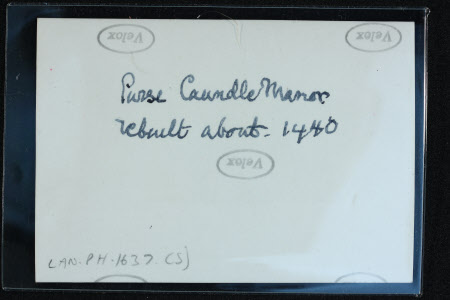 Velox Velox
Purse Caundle Manor
rebuilt about - 1440
Velox
LAN.PH.1637.(S)